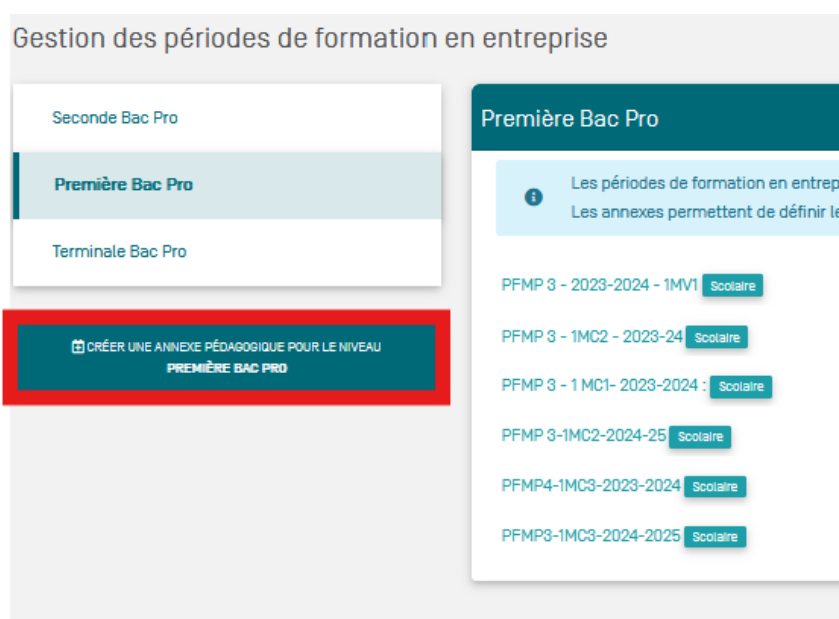 Gestion des périodes de formation en entreprise
Seconde Bac Pro
Première Bac Pro
Terminale Bac Pro
CRÉER UNE ANNEXE PÉDAGOGIQUE POUR LE NIVEAU
PREMIÈRE BAC PRO
Première Bac Pro
Les périodes de formation en entrep
Les annexes permettent de définir le
PFMP 3 - 2023-2024 - 1MV1 Scolaire
PFMP 3 - 1MC2 - 2023-24 Scolaire
PFMP 3 - 1 MC1- 2023-2024 : Scolaire
PFMP 3-1MC2-2024-25 Scolaire
PFMP4-1MC3-2023-2024 Scolaire
PFMP3-1MC3-2024-2025 Scolaire